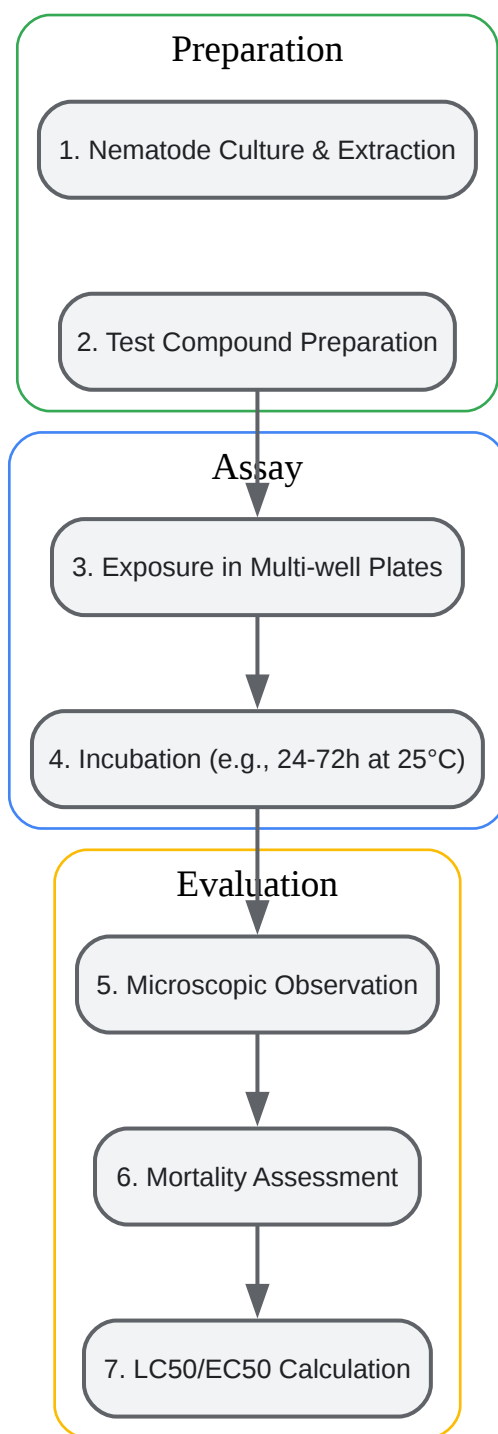 Preparation
1. Nematode Culture & Extraction
2. Test Compound Preparation
Assay
3. Exposure in Multi-well Plates
4. Incubation (e.g., 24-72h at 25°C)
Evaluation
5. Microscopic Observation
6. Mortality Assessment
7. LC50/EC50 Calculation